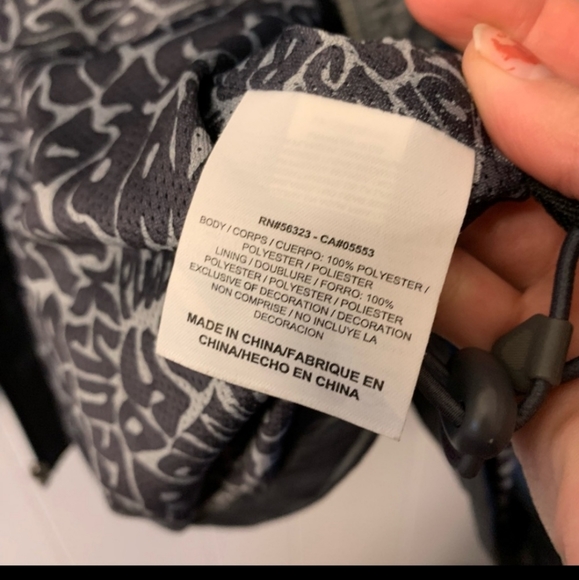 RN#56323 - CA#05553
BODY / CORPS / CUERPO: 100% POLYESTER /
POLYESTER / POLIESTER
LINING / DOUBLURE / FORRO: 100%
POLYESTER / POLYESTER / POLIESTER
EXCLUSIVE OF DECORATION / DECORATION
NON COMPRISE / NO INCLUYE LA
DECORACION
MADE IN CHINA/FABRIQUE EN
CHINA/HECHO EN CHINA